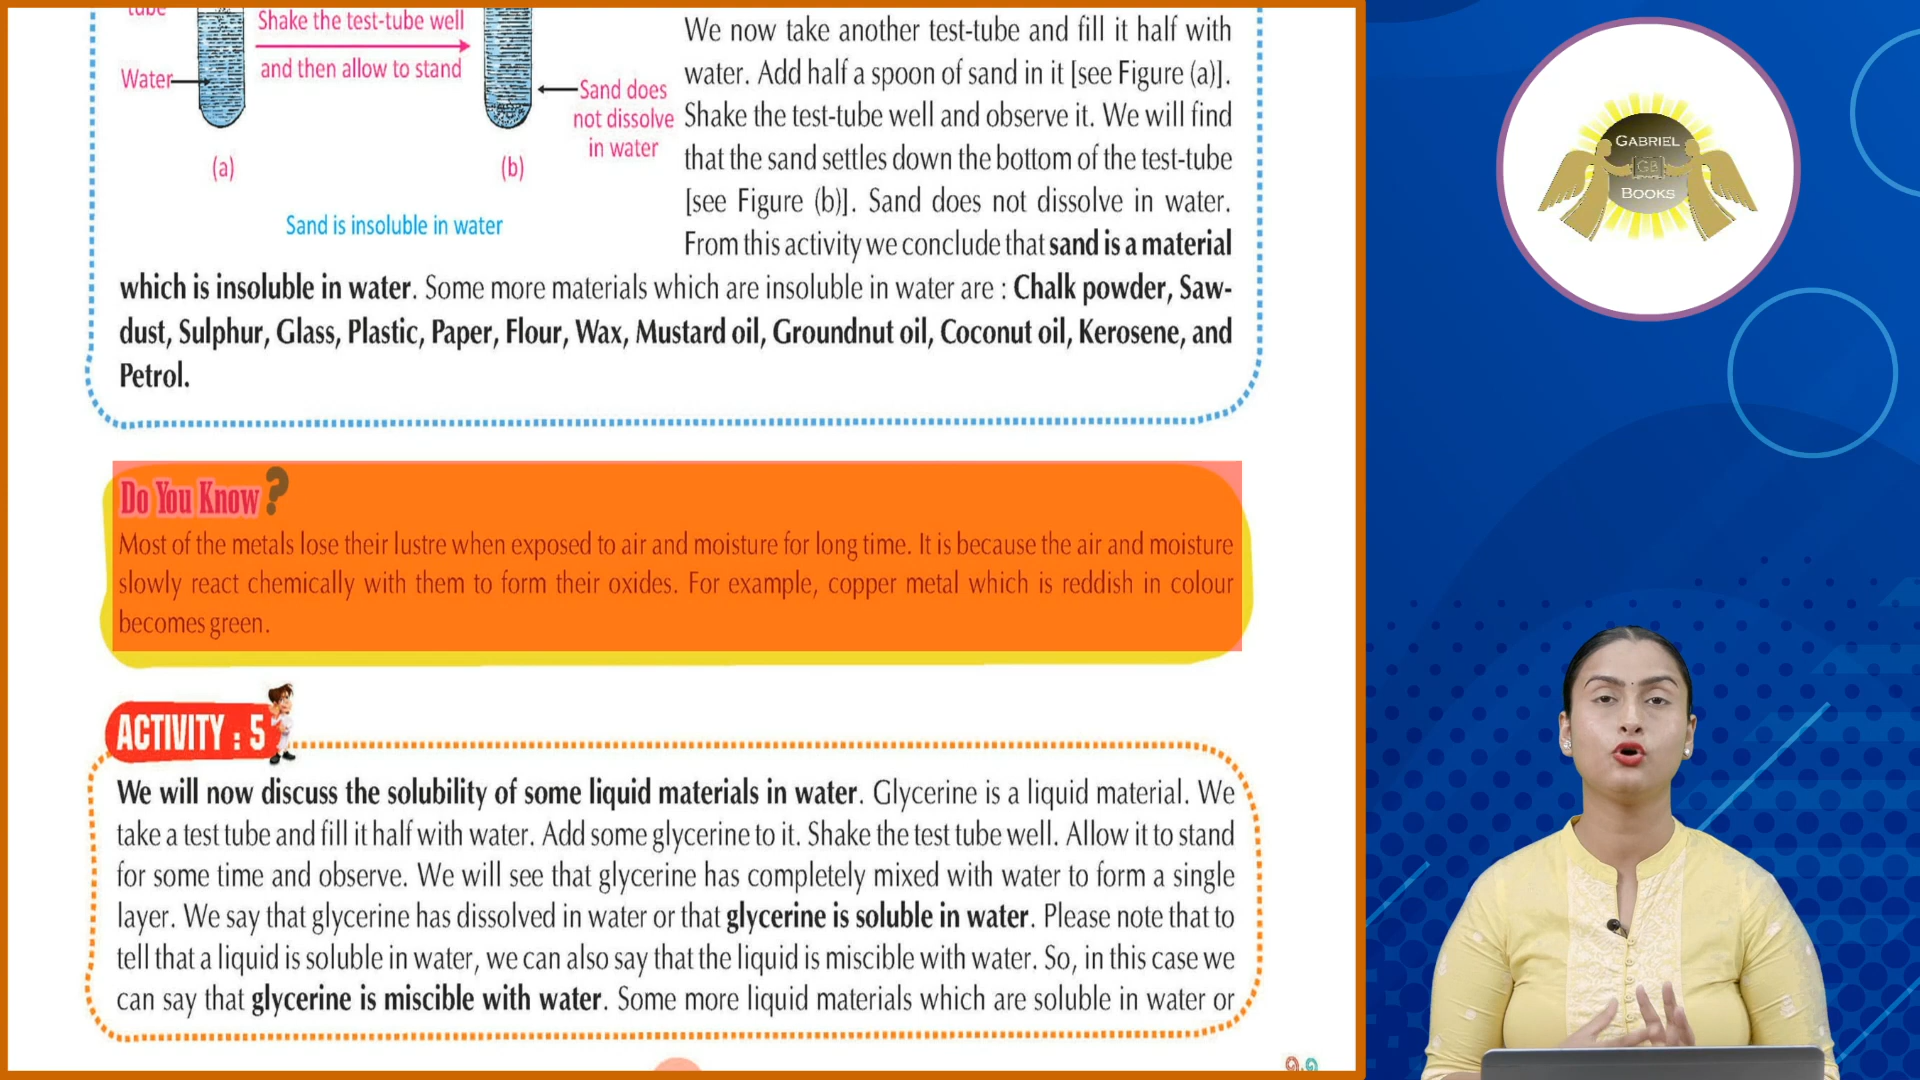 tube
Shake the test-tube well
and then allow to stand
Water
Sand does
not dissolve
in water
(a)
(b)
Sand is insoluble in water
We now take another test-tube and fill it half with
water. Add half a spoon of sand in it [see Figure (a)].
Shake the test-tube well and observe it. We will find
that the sand settles down the bottom of the test-tube
[see Figure (b)]. Sand does not dissolve in water.
From this activity we conclude that sand is a material
which is insoluble in water. Some more materials which are insoluble in water are : Chalk powder, Saw-
dust, Sulphur, Glass, Plastic, Paper, Flour, Wax, Mustard oil, Groundnut oil, Coconut oil, Kerosene, and
Petrol.
Do You Know?
Most of the metals lose their lustre when exposed to air and moisture for long time. It is because the air and moisture
slowly react chemically with them to form their oxides. For example, copper metal which is reddish in colour
becomes green.
ACTIVITY : 5
We will now discuss the solubility of some liquid materials in water. Glycerine is a liquid material. We
take a test tube and fill it half with water. Add some glycerine to it. Shake the test tube well. Allow it to stand
for some time and observe. We will see that glycerine has completely mixed with water to form a single
layer. We say that glycerine has dissolved in water or that glycerine is soluble in water. Please note that to
tell that a liquid is soluble in water, we can also say that the liquid is miscible with water. So, in this case we
can say that glycerine is miscible with water. Some more liquid materials which are soluble in water or
GABRIEL
GB
BOOKS